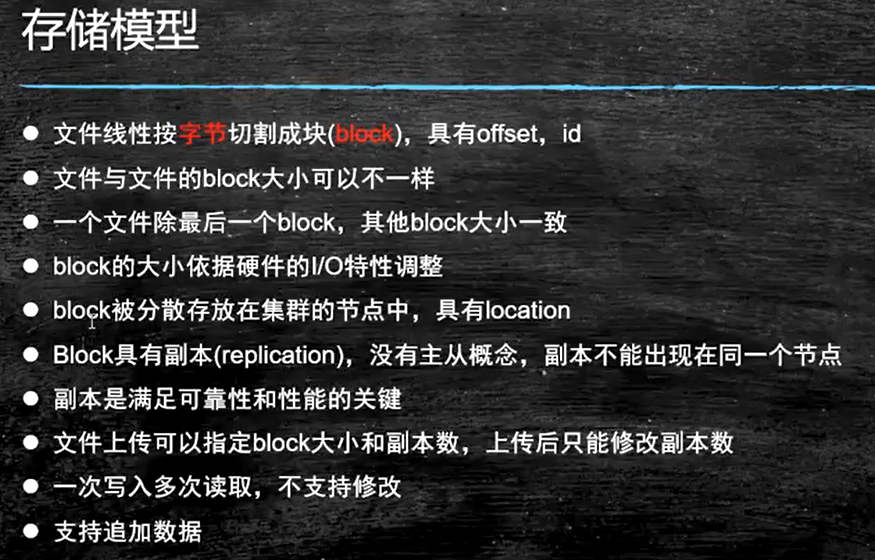 存储模型
● 文件线性按字节切割成块(block)，具有offset，id
● 文件与文件的block大小可以不一样
● 一个文件除最后一个block，其他block大小一致
● block的大小依据硬件的I/O特性调整
● block被分散存放在集群的节点中，具有location
● Block具有副本(replication)，没有主从概念，副本不能出现在同一个节点
● 副本是满足可靠性和性能的关键
● 文件上传可以指定block大小和副本数，上传后只能修改副本数
● 一次写入多次读取，不支持修改
● 支持追加数据